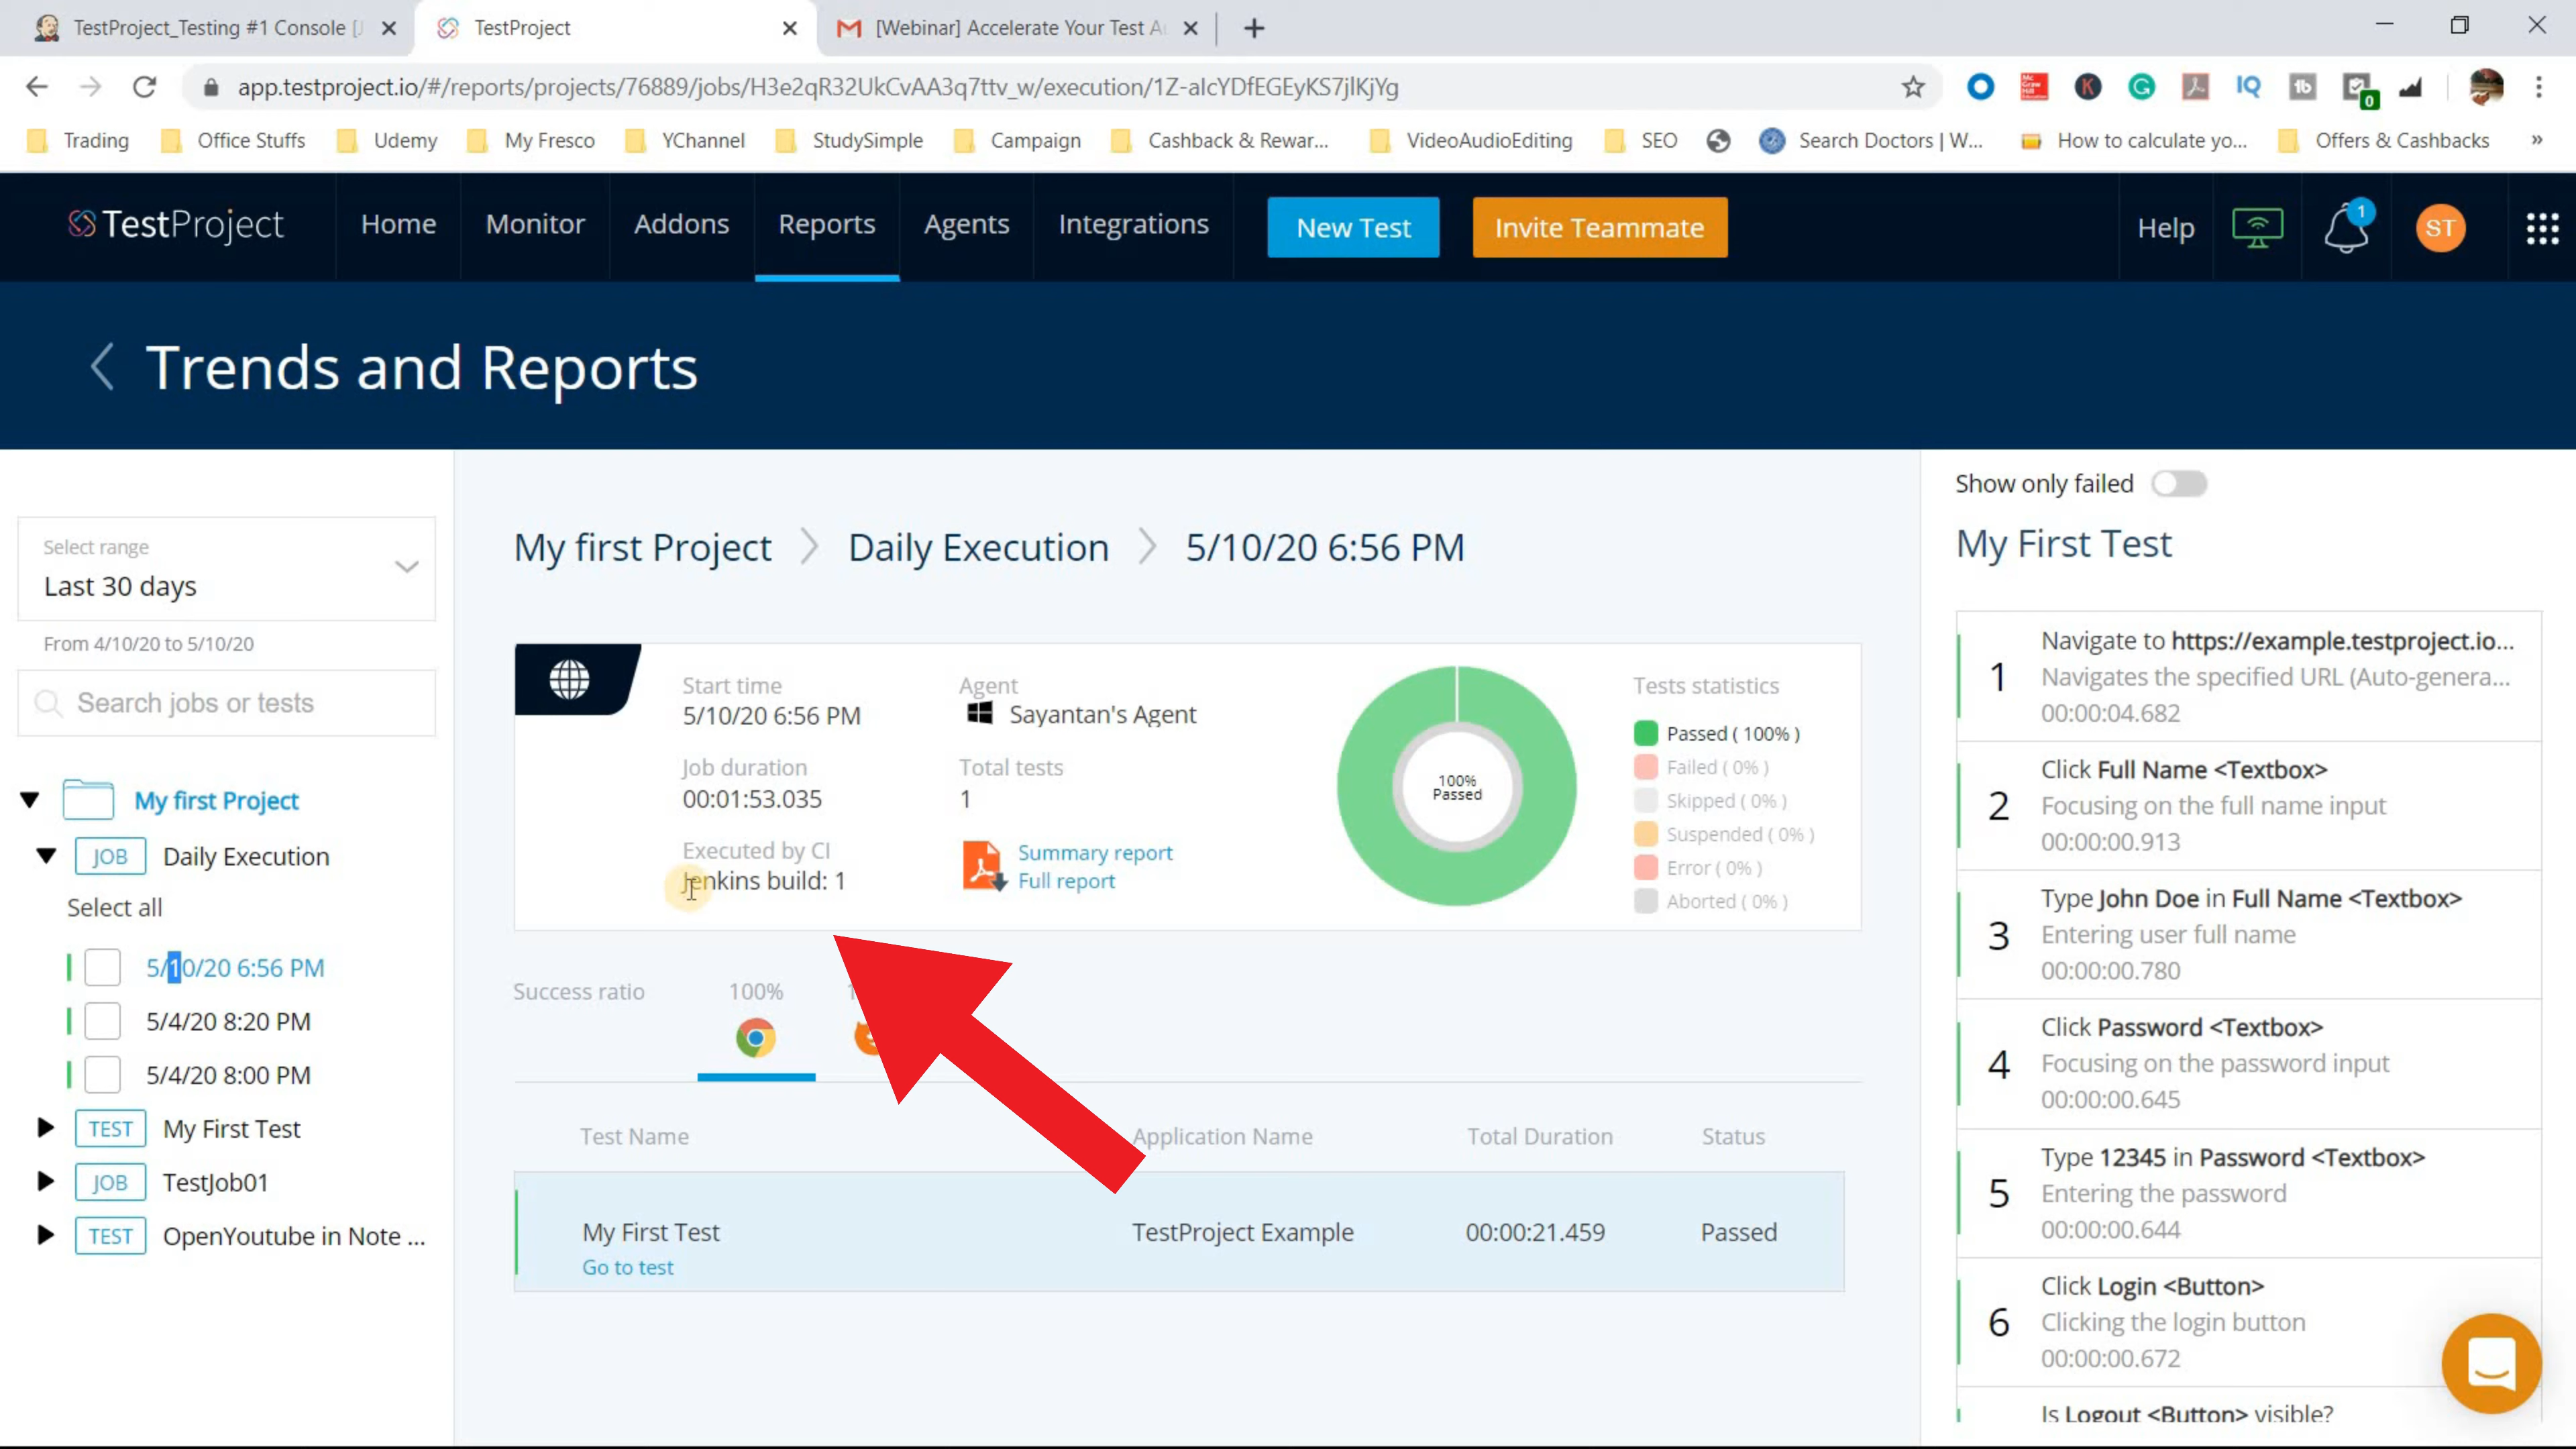 TestProject_Testing #1 Console [J
TestProject
[Webinar] Accelerate Your Test A
app.testproject.io/#/reports/projects/76889/jobs/H3e2qR32UkCvAA3q7ttv_w/execution/1Z-aIcYDfEGEyKS7jlKjYg
IQ
0
Trading
Office Stuffs
Udemy
My Fresco
YChannel
StudySimple
Campaign
Cashback & Rewar...
VideoAudioEditing
SEO
Search Doctors | W...
How to calculate yo...
Offers & Cashbacks
»
TestProject
Home
Monitor
Addons
Reports
Agents
Integrations
New Test
Invite Teammate
Help
1
ST
Trends and Reports
Select range
Last 30 days
From 4/10/20 to 5/10/20
Search jobs or tests
My first Project
JOB Daily Execution
Select all
5/10/20 6:56 PM
5/4/20 8:20 PM
5/4/20 8:00 PM
TEST My First Test
JOB TestJob01
TEST OpenYoutube in Note ...
My first Project
Daily Execution
5/10/20 6:56 PM
Start time
5/10/20 6:56 PM
Job duration
00:01:53.035
Executed by CI
Jenkins build: 1
Agent
Sayantan's Agent
Total tests
1
Summary report
Full report
100%
Passed
Tests statistics
Passed ( 100% )
Failed ( 0% )
Skipped ( 0% )
Suspended ( 0% )
Error ( 0% )
Aborted ( 0% )
Success ratio
100%
Test Name
Application Name
Total Duration
Status
My First Test
TestProject Example
00:00:21.459
Passed
Go to test
Show only failed
My First Test
1
Navigate to https://example.testproject.io...
Navigates the specified URL (Auto-genera...
00:00:04.682
2
Click Full Name <Textbox>
Focusing on the full name input
00:00:00.913
3
Type John Doe in Full Name <Textbox>
Entering user full name
00:00:00.780
4
Click Password <Textbox>
Focusing on the password input
00:00:00.645
5
Type 12345 in Password <Textbox>
Entering the password
00:00:00.644
6
Click Login <Button>
Clicking the login button
00:00:00.672
Is Logout <Button> visible?